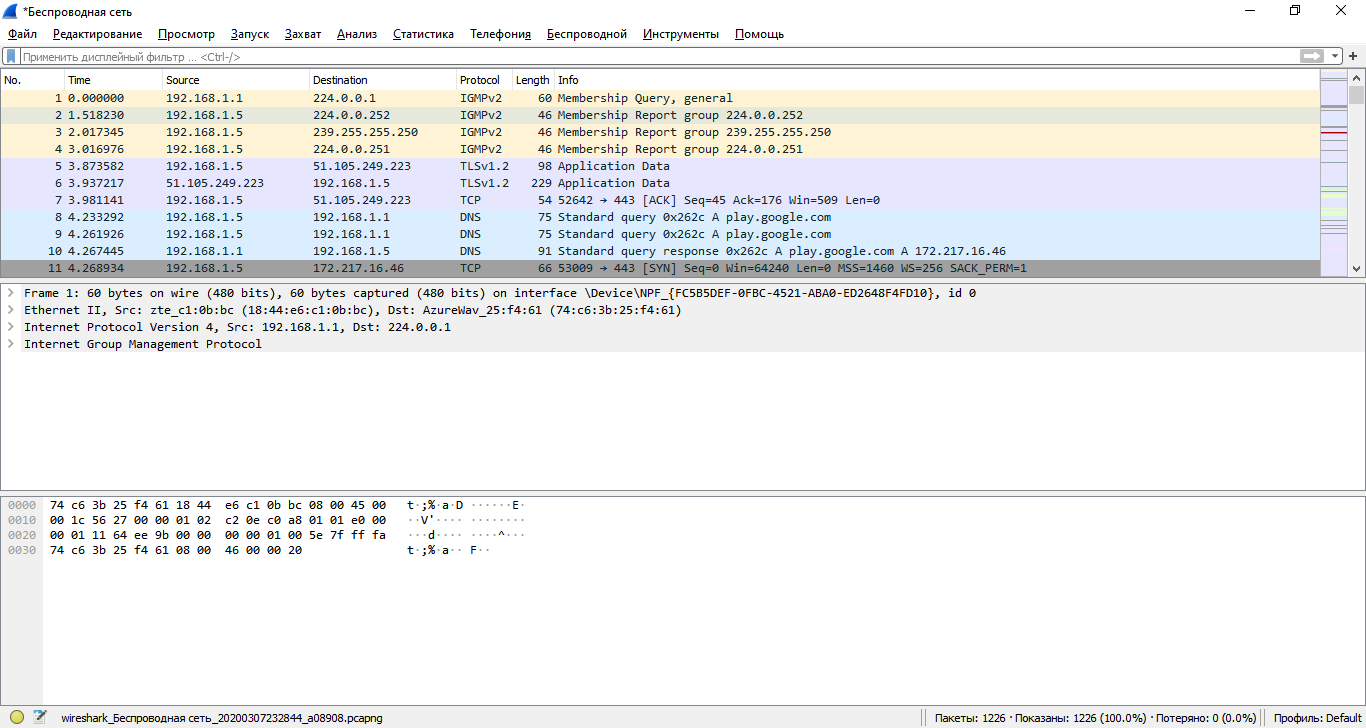 *Беспроводная сеть
Файл Редактирование Просмотр Запуск Захват Анализ Статистика Телефония Беспроводной Инструменты Помощь
Применить дисплейный фильтр ... <Ctrl-/>
No. Time Source Destination Protocol Length Info
1 0.000000 192.168.1.1 224.0.0.1 IGMPv2 60 Membership Query, general
2 1.518230 192.168.1.5 224.0.0.252 IGMPv2 46 Membership Report group 224.0.0.252
3 2.017345 192.168.1.5 239.255.255.250 IGMPv2 46 Membership Report group 239.255.255.250
4 3.016976 192.168.1.5 224.0.0.251 IGMPv2 46 Membership Report group 224.0.0.251
5 3.873582 192.168.1.5 51.105.249.223 TLSv1.2 98 Application Data
6 3.937217 51.105.249.223 192.168.1.5 TLSv1.2 229 Application Data
7 3.981141 192.168.1.5 51.105.249.223 TCP 54 52642 → 443 [ACK] Seq=45 Ack=176 Win=509 Len=0
8 4.233292 192.168.1.5 192.168.1.1 DNS 75 Standard query 0x262c A play.google.com
9 4.261926 192.168.1.5 192.168.1.1 DNS 75 Standard query 0x262c A play.google.com
10 4.267445 192.168.1.1 192.168.1.5 DNS 91 Standard query response 0x262c A play.google.com A 172.217.16.46
11 4.268934 192.168.1.5 172.217.16.46 TCP 66 53009 → 443 [SYN] Seq=0 Win=64240 Len=0 MSS=1460 WS=256 SACK_PERM=1
Frame 1: 60 bytes on wire (480 bits), 60 bytes captured (480 bits) on interface \Device\NPF_{FC5B5DEF-0FBC-4521-ABA0-ED2648F4FD10}, id 0
Ethernet II, Src: zte_c1:0b:bc (18:44:e6:c1:0b:bc), Dst: AzureWav_25:f4:61 (74:c6:3b:25:f4:61)
Internet Protocol Version 4, Src: 192.168.1.1, Dst: 224.0.0.1
Internet Group Management Protocol
0000 74 c6 3b 25 f4 61 18 44 e6 c1 0b bc 08 00 45 00 t·;%·a·D ······E·
0010 00 1c 56 27 00 00 01 02 c2 0e c0 a8 01 01 e0 00 ··V'···· ········
0020 00 01 11 64 ee 9b 00 00 00 00 01 00 5e 7f ff fa ···d···· ····^···
0030 74 c6 3b 25 f4 61 08 00 46 00 00 20 t·;%·a·· F··
wireshark_Беспроводная сеть_20200307232844_a08908.pcapng
Пакеты: 1226 · Показаны: 1226 (100.0%) · Потеряно: 0 (0.0%)
Профиль: Default